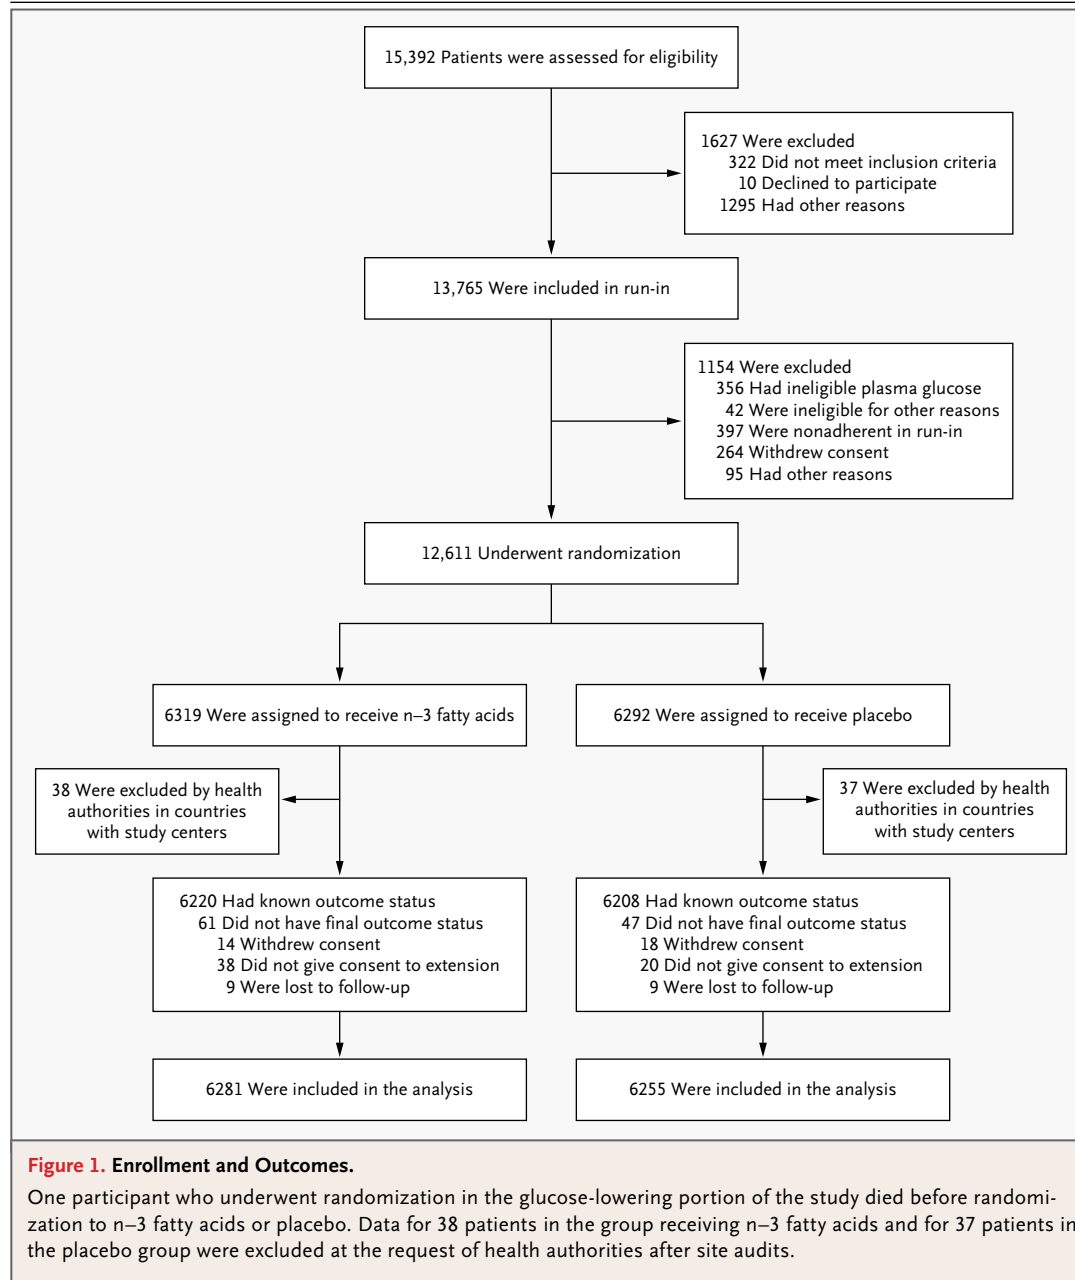 15,392 Patients were assessed for eligibility
1627 Were excluded
322 Did not meet inclusion criteria
10 Declined to participate
1295 Had other reasons
13,765 Were included in run-in
1154 Were excluded
356 Had ineligible plasma glucose
42 Were ineligible for other reasons
397 Were nonadherent in run-in
264 Withdrew consent
95 Had other reasons
12,611 Underwent randomization
6319 Were assigned to receive n–3 fatty acids
6292 Were assigned to receive placebo
38 Were excluded by health
authorities in countries
with study centers
37 Were excluded by health
authorities in countries
with study centers
6220 Had known outcome status
61 Did not have final outcome status
14 Withdrew consent
38 Did not give consent to extension
9 Were lost to follow-up
6208 Had known outcome status
47 Did not have final outcome status
18 Withdrew consent
20 Did not give consent to extension
9 Were lost to follow-up
6281 Were included in the analysis
6255 Were included in the analysis
Figure 1. Enrollment and Outcomes.
One participant who underwent randomization in the glucose-lowering portion of the study died before randomi-
zation to n–3 fatty acids or placebo. Data for 38 patients in the group receiving n–3 fatty acids and for 37 patients in
the placebo group were excluded at the request of health authorities after site audits.